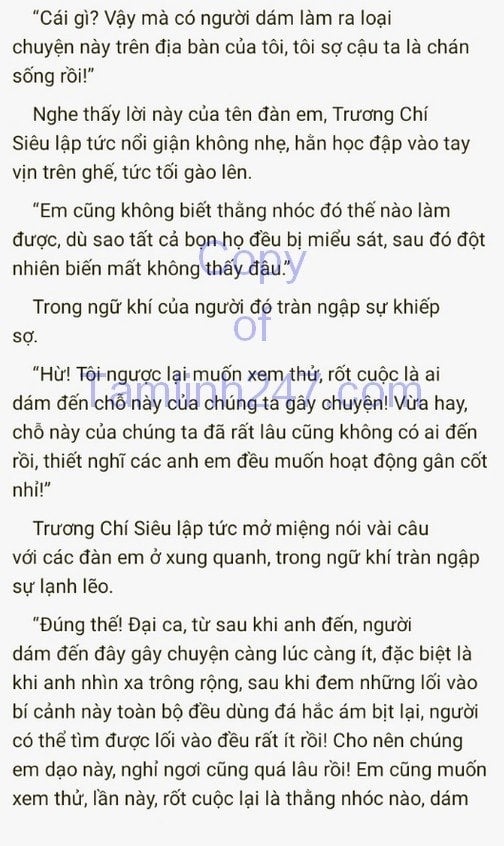 “Cái gì? Vậy mà có người dám làm ra loại
chuyện này trên địa bàn của tôi, tôi sợ cậu ta là chán
sống rồi!”
Nghe thấy lời này của tên đàn em, Trương Chí
Siêu lập tức nổi giận không nhẹ, hằn học đập vào tay
vịn trên ghế, tức tối gào lên.
“Em cũng không biết thằng nhóc đó thế nào làm
được, dù sao tất cả bọn họ đều bị miểu sát, sau đó đột
nhiên biến mất không thấy đâu.”
Copy
Trong ngữ khí của người đó tràn ngập sự khiếp
of
sợ.
“Hừ! Tôi ngược lại muốn xem thử, rốt cuộc là ai
Tamlinh247.com
dám đến chỗ này của chúng ta gây chuyện! Vừa hay,
chỗ này của chúng ta đã rất lâu cũng không có ai đến
rồi, thiết nghĩ các anh em đều muốn hoạt động gân cốt
nhỉ!”
Trương Chí Siêu lập tức mở miệng nói vài câu
với các đàn em ở xung quanh, trong ngữ khí tràn ngập
sự lạnh lẽo.
“Đúng thế! Đại ca, từ sau khi anh đến, người
dám đến đây gây chuyện càng lúc càng ít, đặc biệt là
khi anh nhìn xa trông rộng, sau khi đem những lối vào
bí cảnh này toàn bộ đều dùng đá hắc ám bịt lại, người
có thể tìm được lối vào đều rất ít rồi! Cho nên chúng
em dạo này, nghỉ ngơi cũng quá lâu rồi! Em cũng muốn
xem thử, lần này, rốt cuộc lại là thằng nhóc nào, dám